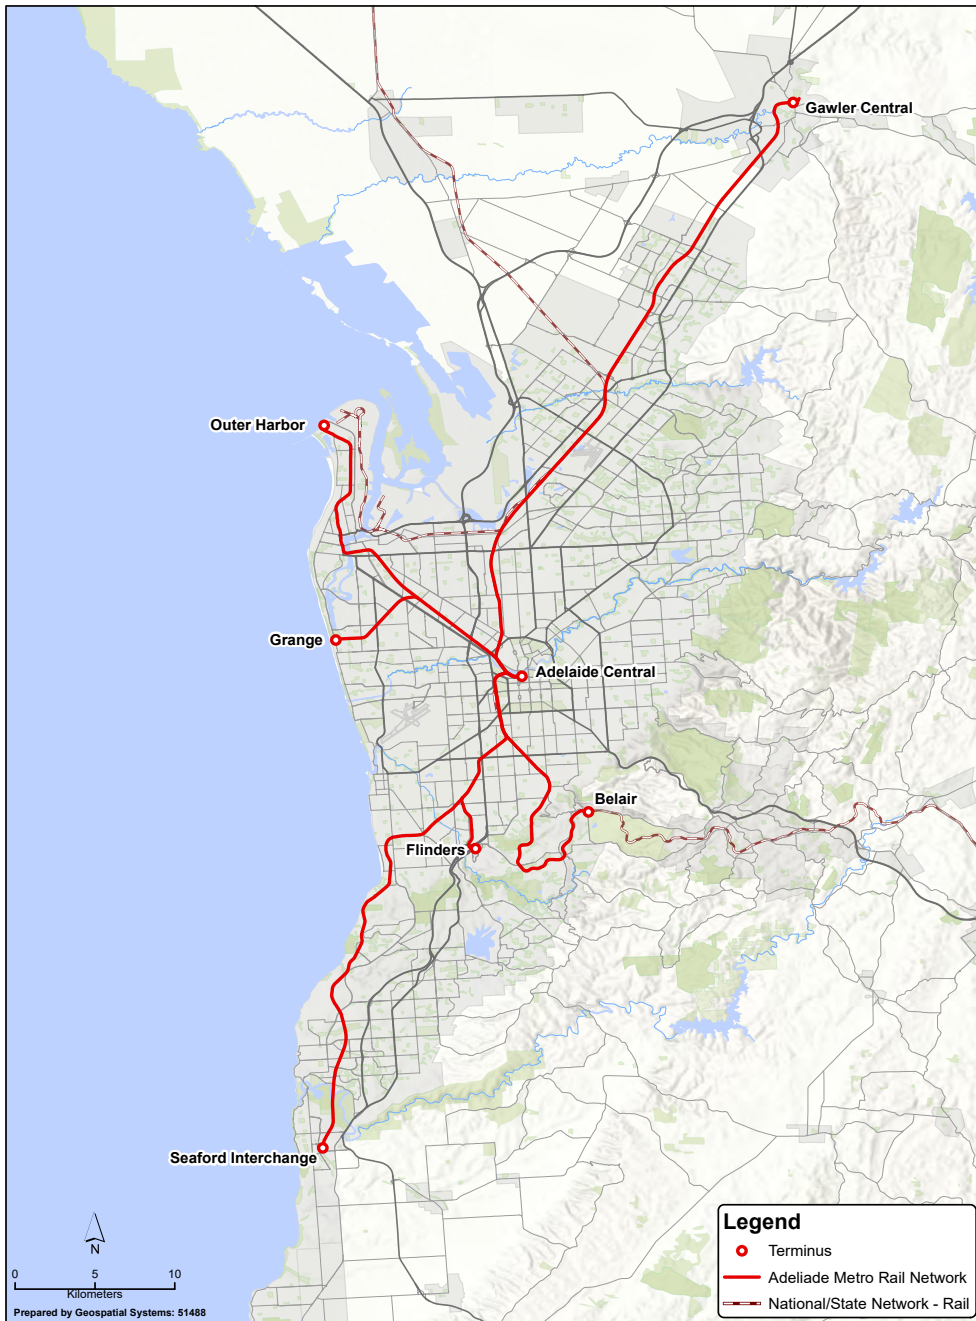 Gawler Central
Outer Harbor
Grange
Adelaide Central
Belair
Flinders
Seaford Interchange
N
0 5 10
Kilometers
Prepared by Geospatial Systems: 51488
Legend
Terminus
Adeliade Metro Rail Network
National/State Network - Rail